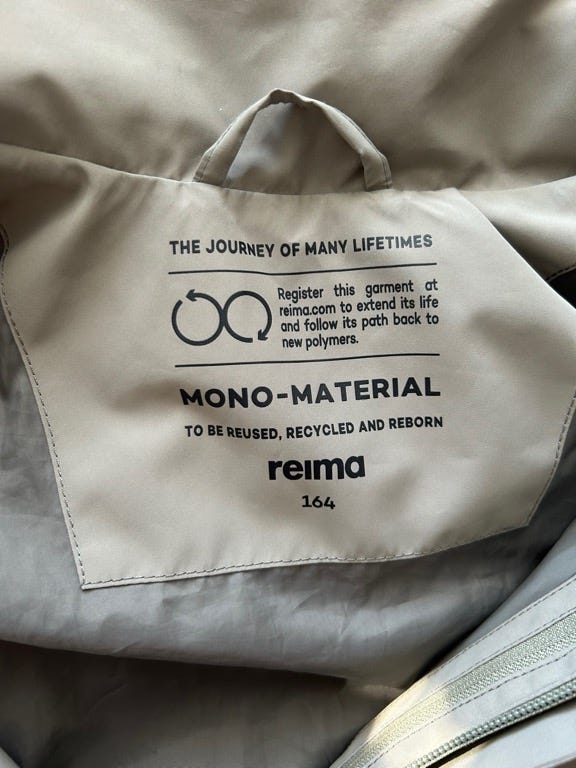 THE JOURNEY OF MANY LIFETIMES
Register this garment at
reima.com to extend its life
and follow its path back to
new polymers.
MONO-MATERIAL
TO BE REUSED, RECYCLED AND REBORN
reima
164